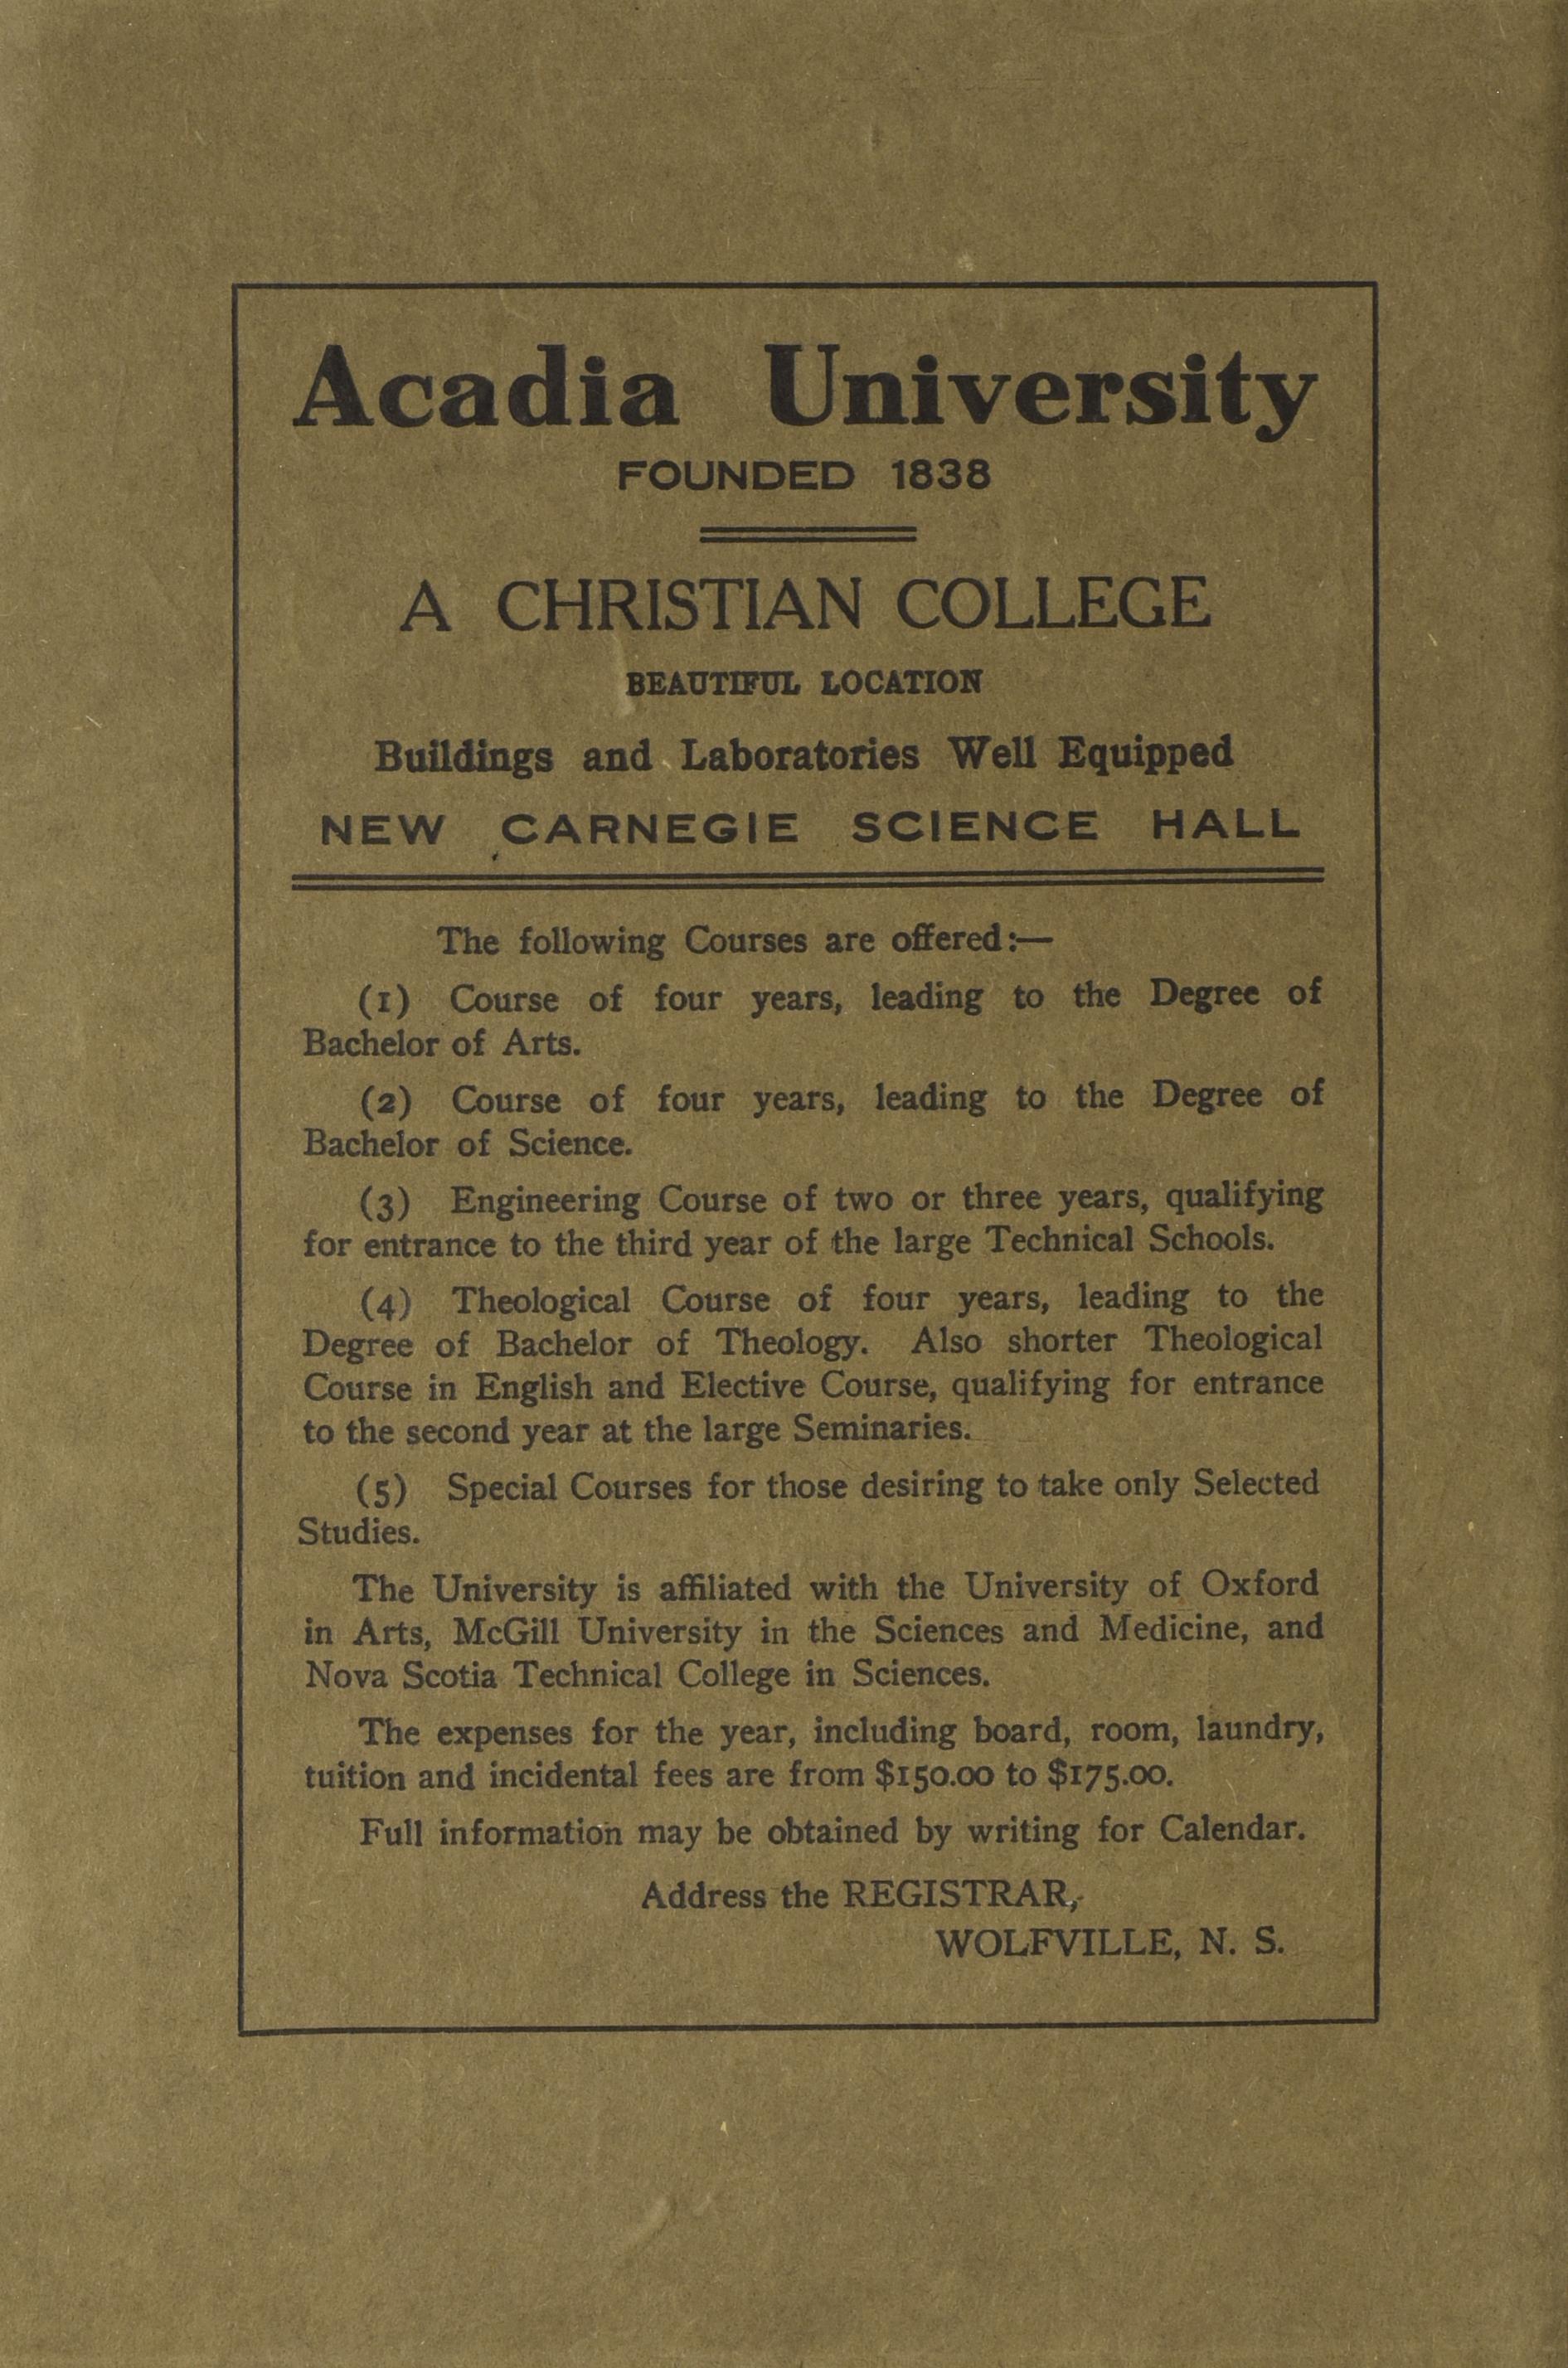 Acadia University
FOUNDED 1838
A CHRISTIAN COLLEGE
BEAUTIFUL LOCATION
Buildings and Laboratories Well Equipped
NEW CARNEGIE SCIENCE HALL
The following Courses are offered:—
(1) Course of four years, leading to the Degree of
Bachelor of Arts.
(2) Course of four years, leading to the Degree of
Bachelor of Science.
(3) Engineering Course of two or three years, qualifying
for entrance to the third year of the large Technical Schools.
(4) Theological Course of four years, leading to the
Degree of Bachelor of Theology. Also shorter Theological
Course in English and Elective Course, qualifying for entrance
to the second year at the large Seminaries.
(5) Special Courses for those desiring to take only Selected
Studies.
The University is affiliated with the University of Oxford
in Arts, McGill University in the Sciences and Medicine, and
Nova Scotia Technical College in Sciences.
The expenses for the year, including board, room, laundry,
tuition and incidental fees are from $150.00 to $175.00.
Full information may be obtained by writing for Calendar.
Address the REGISTRAR,
WOLFVILLE, N. S.